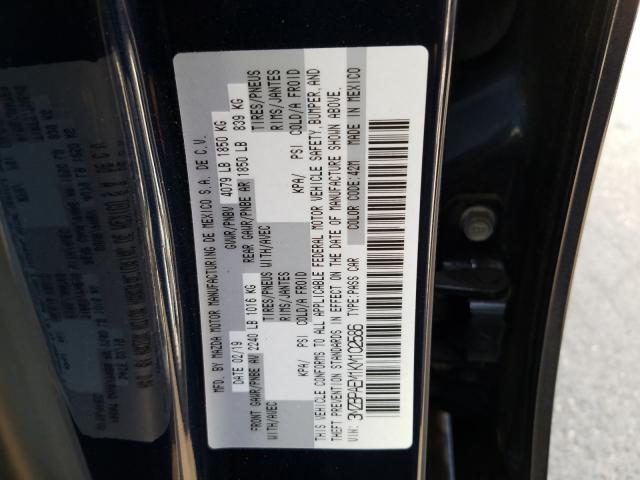 MFD. BY MAZDA MOTOR MANUFACTURING DE MEXICO S.A. DE C.V.
DATE 02/19 GVWR/PNBV 4079 LB 1850 KG
FRONT GAWR/PNBE AV 2240 LB 1016 KG REAR GAWR/PNBE AR 1850 LB 839 KG
WITH/AVEC TIRES/PNEUS WITH/AVEC TIRES/PNEUS
RIMS/JANTES RIMS/JANTES
KPA/ PSI COLD/A FROID KPA/ PSI COLD/A FROID
THIS VEHICLE CONFORMS TO ALL APPLICABLE FEDERAL MOTOR VEHICLE SAFETY, BUMPER, AND
THEFT PREVENTION STANDARDS IN EFFECT ON THE DATE OF MANUFACTURE SHOWN ABOVE.
VIN: 3MZBPAEM1KM102586 TYPE:PASS CAR COLOR CODE:42M MADE IN MEXICO